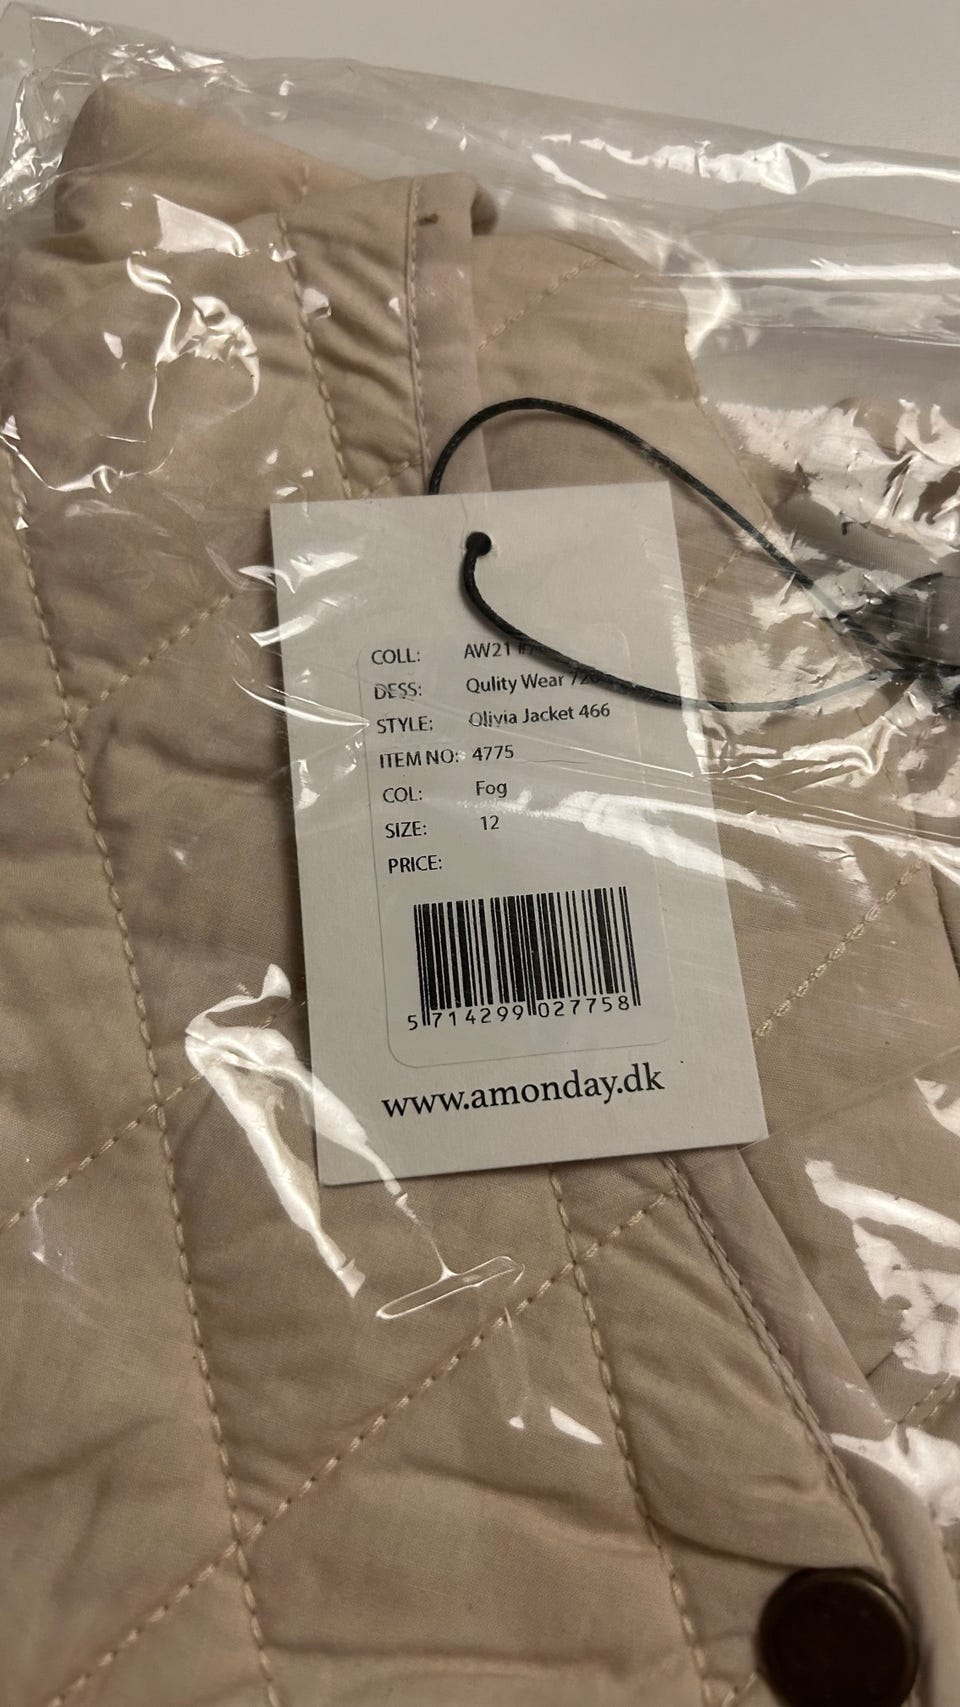 COLL: AW21
DESS: Qulity Wear
STYLE: Olivia Jacket 466
ITEM NO: 4775
COL: Fog
SIZE: 12
PRICE:
5 714299 027758
www.amonday.dk